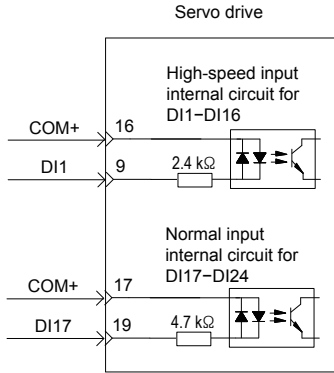 Servo drive
High-speed input
internal circuit for
DI1−DI16
COM+ 16
DI1 9 2.4 kΩ
Normal input
internal circuit for
DI17−DI24
COM+ 17
DI17 19 4.7 kΩ